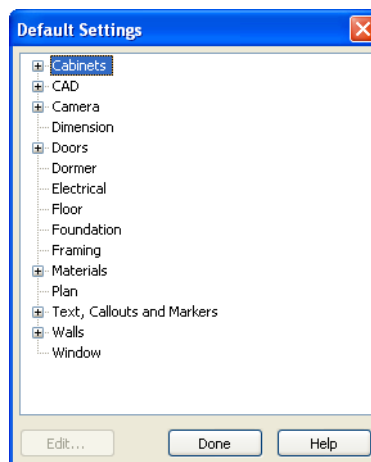 Default Settings
Cabinets
CAD
Camera
Dimension
Doors
Dormer
Electrical
Floor
Foundation
Framing
Materials
Plan
Text, Callouts and Markers
Walls
Window
Edit... Done Help